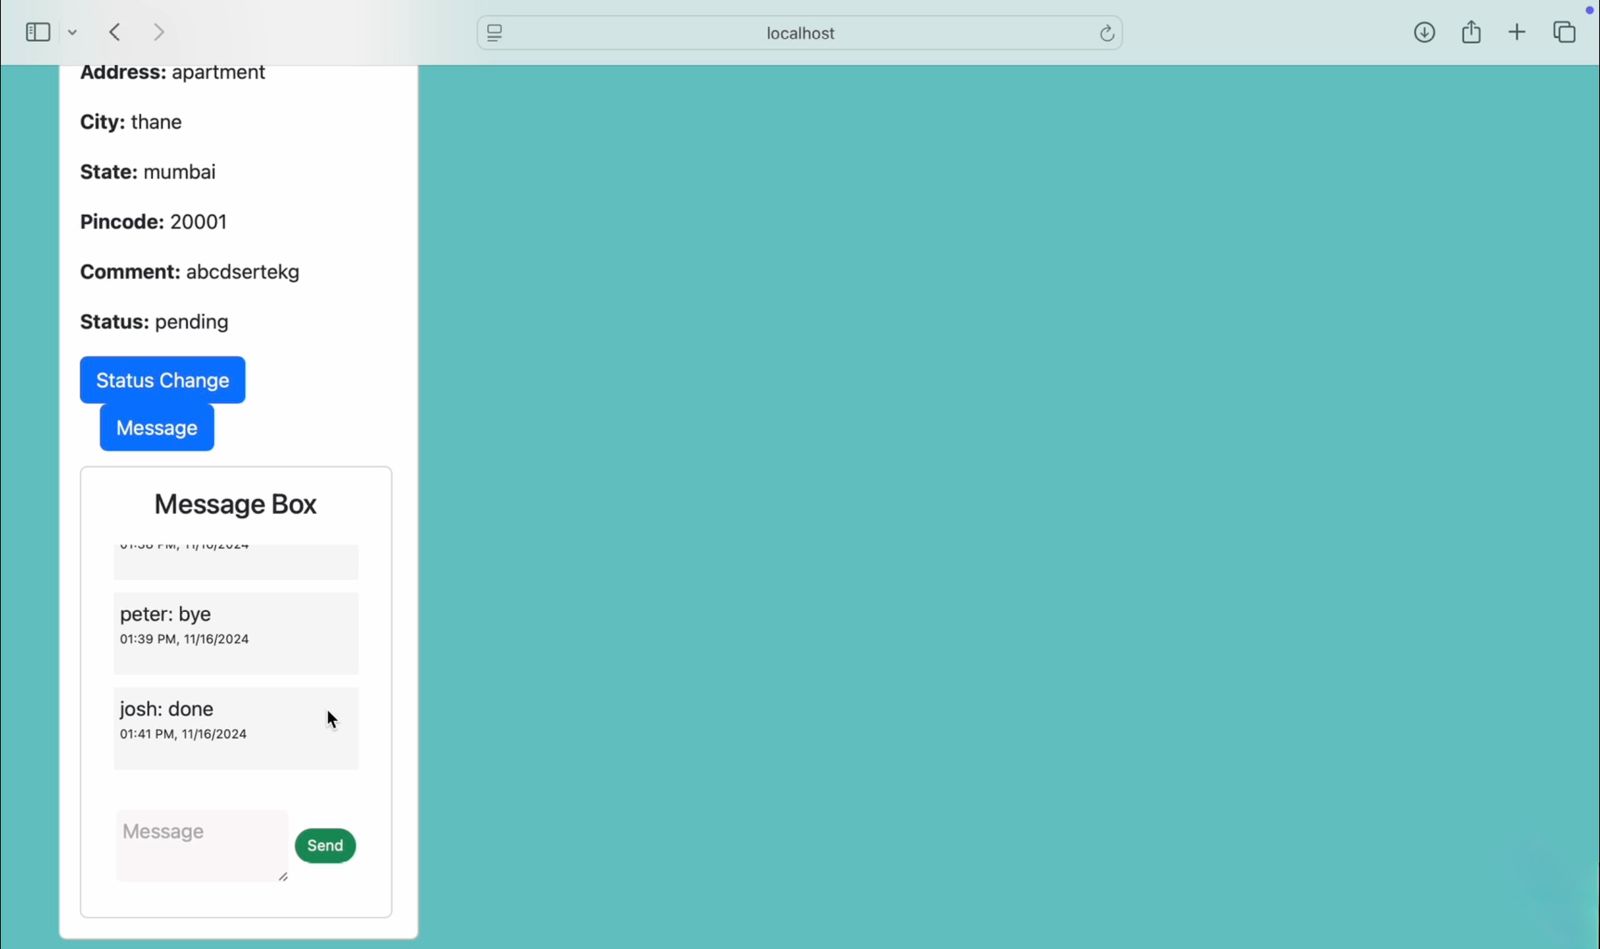 localhost
Address: apartment
City: thane
State: mumbai
Pincode: 20001
Comment: abcdsertekg
Status: pending
Status Change
Message
Message Box
peter: bye
01:39 PM, 11/16/2024
josh: done
01:41 PM, 11/16/2024
Message
Send